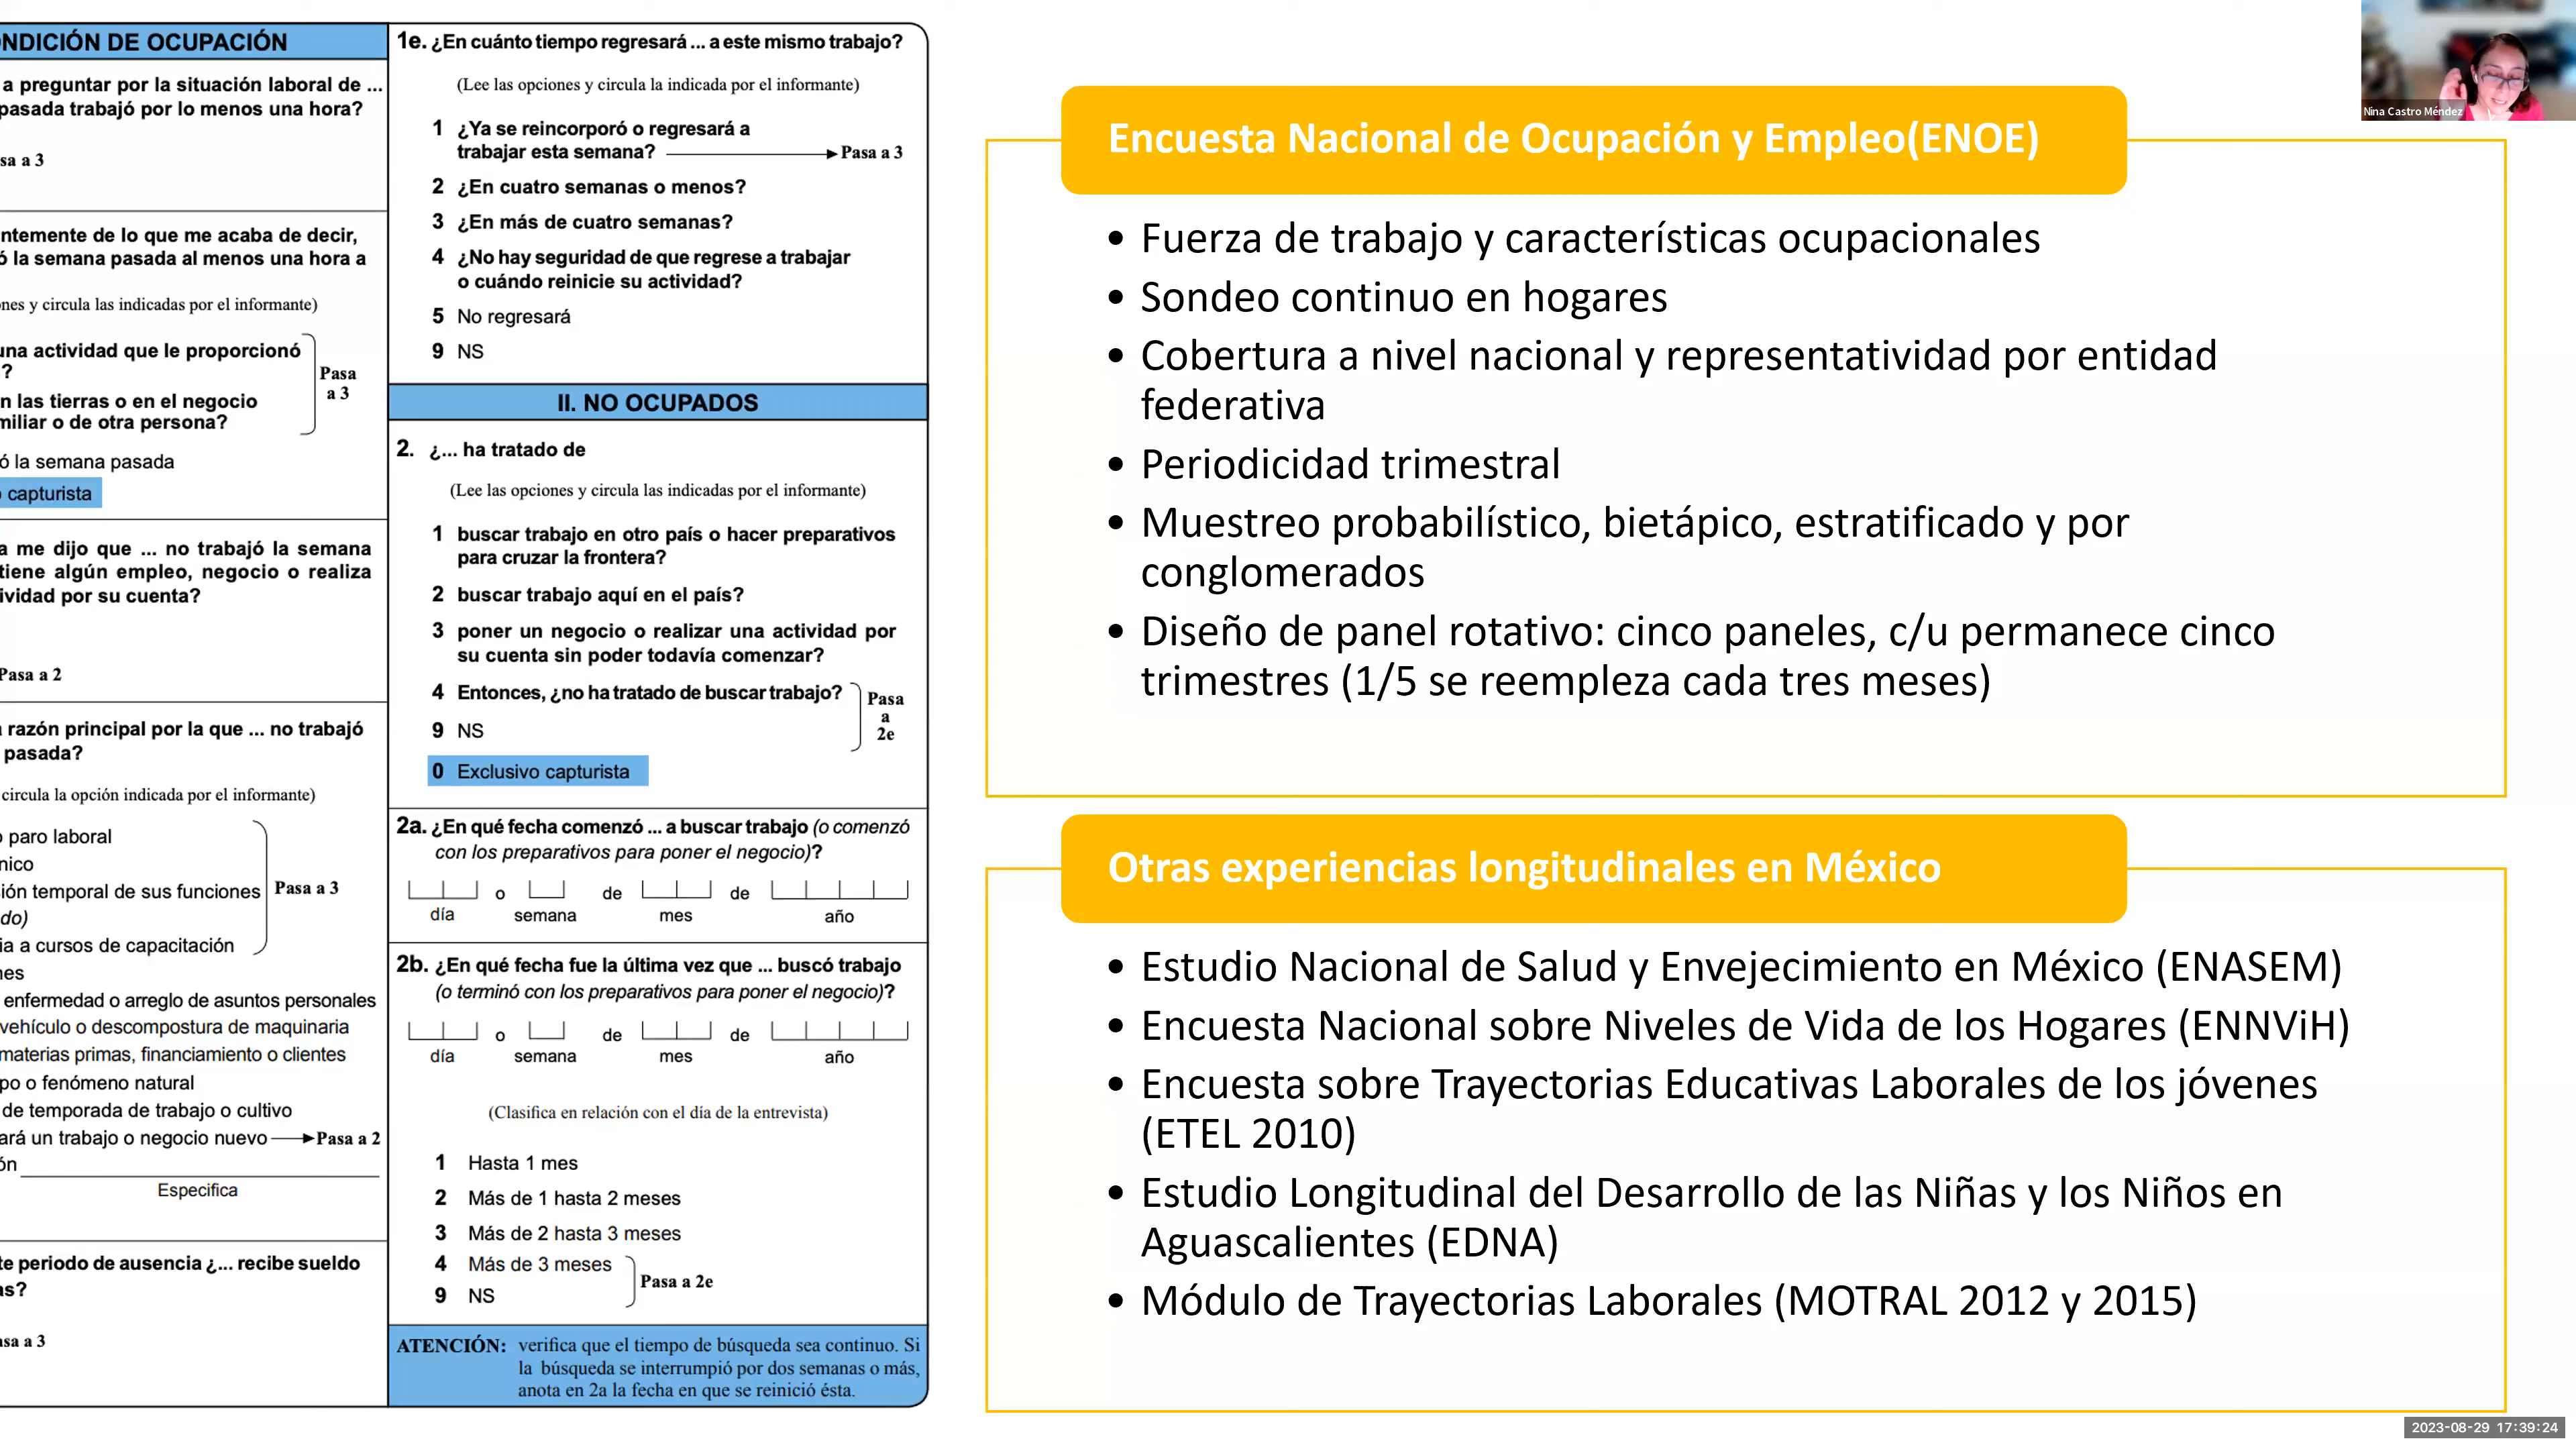 NDICIÓN DE OCUPACIÓN
a preguntar por la situación laboral de ...
pasada trabajó por lo menos una hora?
sa a 3
ntemente de lo que me acaba de decir,
ó la semana pasada al menos una hora a
nes y circula las indicadas por el informante)
una actividad que le proporcionó
?
n las tierras o en el negocio
miliar o de otra persona?
Pasa
a 3
ó la semana pasada
o capturista
a me dijo que ... no trabajó la semana
tiene algún empleo, negocio o realiza
ividad por su cuenta?
Pasa a 2
a razón principal por la que ... no trabajó
pasada?
circula la opción indicada por el informante)
o paro laboral
nico
ión temporal de sus funciones
do)
ia a cursos de capacitación
Pasa a 3
nes
enfermedad o arreglo de asuntos personales
vehículo o descompostura de maquinaria
materias primas, financiamiento o clientes
po o fenómeno natural
de temporada de trabajo o cultivo
ará un trabajo o negocio nuevo Pasa a 2
ón
Especifica
te periodo de ausencia ¿... recibe sueldo
as?
asa a 3
1e. ¿En cuánto tiempo regresará ... a este mismo trabajo?
(Lee las opciones y circula la indicada por el informante)
1 ¿Ya se reincorporó o regresará a
trabajar esta semana? Pasa a 3
2 ¿En cuatro semanas o menos?
3 ¿En más de cuatro semanas?
4 ¿No hay seguridad de que regrese a trabajar
o cuándo reinicie su actividad?
5 No regresará
9 NS
II. NO OCUPADOS
2. ¿... ha tratado de
(Lee las opciones y circula las indicadas por el informante)
1 buscar trabajo en otro país o hacer preparativos
para cruzar la frontera?
2 buscar trabajo aquí en el país?
3 poner un negocio o realizar una actividad por
su cuenta sin poder todavía comenzar?
4 Entonces, ¿no ha tratado de buscar trabajo?
9 NS
Pasa
a
2e
0 Exclusivo capturista
2a. ¿En qué fecha comenzó ... a buscar trabajo (o comenzó
con los preparativos para poner el negocio)?
o de de
día semana mes año
2b. ¿En qué fecha fue la última vez que ... buscó trabajo
(o terminó con los preparativos para poner el negocio)?
o de de
día semana mes año
(Clasifica en relación con el día de la entrevista)
1 Hasta 1 mes
2 Más de 1 hasta 2 meses
3 Más de 2 hasta 3 meses
4 Más de 3 meses
9 NS
Pasa a 2e
ATENCIÓN: verifica que el tiempo de búsqueda sea continuo. Si
la búsqueda se interrumpió por dos semanas o más,
anota en 2a la fecha en que se reinició ésta.
Encuesta Nacional de Ocupación y Empleo(ENOE)
• Fuerza de trabajo y características ocupacionales
• Sondeo continuo en hogares
• Cobertura a nivel nacional y representatividad por entidad
federativa
• Periodicidad trimestral
• Muestreo probabilístico, bietápico, estratificado y por
conglomerados
• Diseño de panel rotativo: cinco paneles, c/u permanece cinco
trimestres (1/5 se reempleza cada tres meses)
Otras experiencias longitudinales en México
• Estudio Nacional de Salud y Envejecimiento en México (ENASEM)
• Encuesta Nacional sobre Niveles de Vida de los Hogares (ENNViH)
• Encuesta sobre Trayectorias Educativas Laborales de los jóvenes
(ETEL 2010)
• Estudio Longitudinal del Desarrollo de las Niñas y los Niños en
Aguascalientes (EDNA)
• Módulo de Trayectorias Laborales (MOTRAL 2012 y 2015)
Nina Castro Méndez
2023-08-29 17:39:24